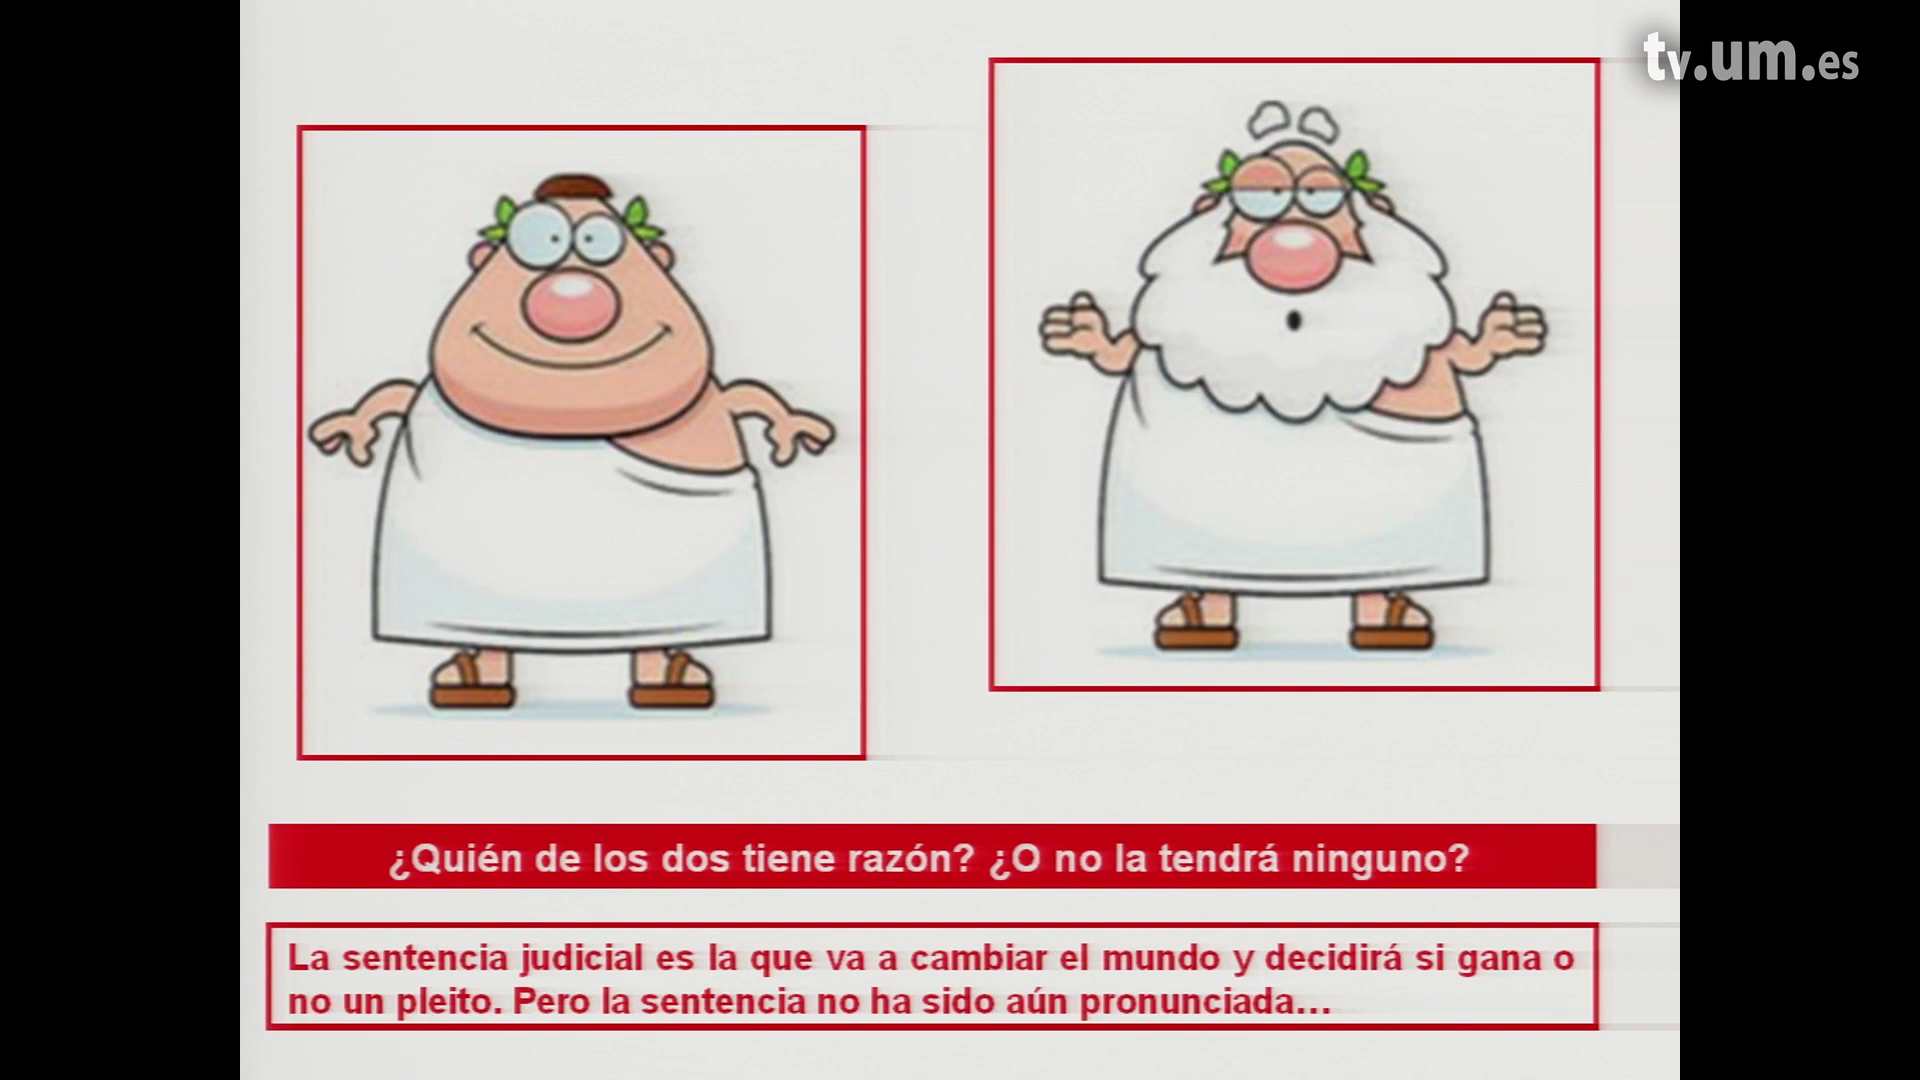 tv.um.es
¿Quién de los dos tiene razón? ¿O no la tendrá ninguno?
La sentencia judicial es la que va a cambiar el mundo y decidirá si gana o
no un pleito. Pero la sentencia no ha sido aún pronunciada...